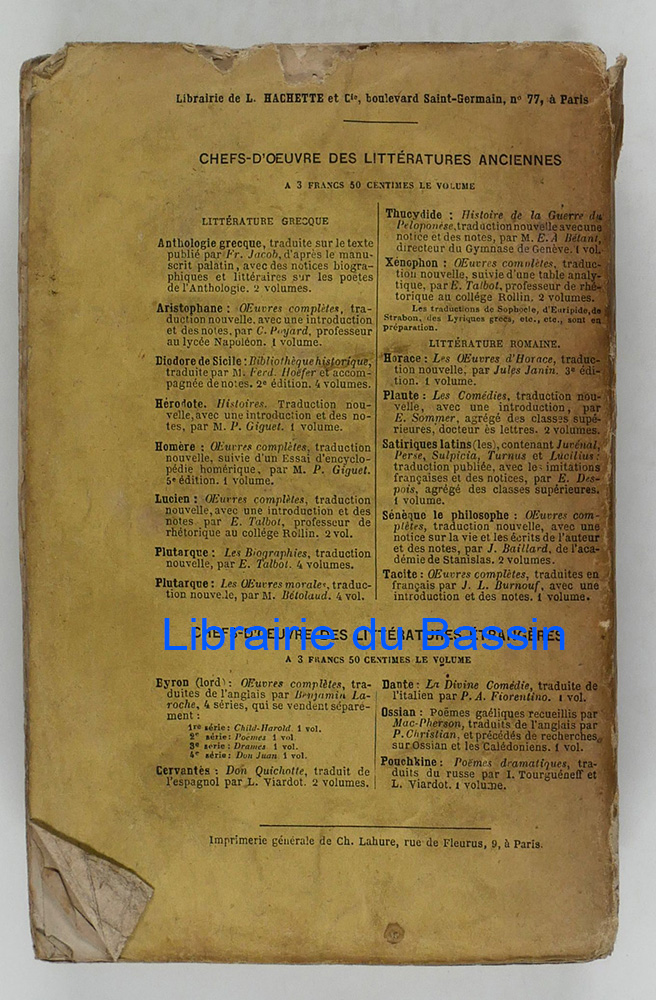 Librairie de L. HACHETTE et Cie, boulevard Saint-Germain, no 77, à Paris
CHEFS-D'OEUVRE DES LITTÉRATURES ANCIENNES
A 3 FRANCS 50 CENTIMES LE VOLUME
LITTÉRATURE GRECQUE
Anthologie grecque, traduite sur le texte
publié par Fr. Jacob, d'après le manu-
scrit palatin, avec des notices biogra-
phiques et littéraires sur les poètes
de l'Anthologie. 2 volumes.
Aristophane : OEuvres complètes, tra-
duction nouvelle, avec une introduction
et des notes, par C. Poyard, professeur
au lycée Napoléon. 1 volume.
Diodore de Sicile : Bibliothèque historique,
traduite par M. Ferd. Hoëfer et accom-
pagnée de notes. 2e édition. 4 volumes.
Hérodote. Histoires. Traduction nou-
velle, avec une introduction et des no-
tes, par M. P. Giguet. 1 volume.
Homère : OEuvres complètes, traduction
nouvelle, suivie d'un Essai d'encyclo-
pédie homérique, par M. P. Giguet.
5e édition. 1 volume.
Lucien : OEuvres complètes, traduction
nouvelle, avec une introduction et des
notes par E. Talbot, professeur de
rhétorique au collége Rollin. 2 vol.
Plutarque : Les Biographies, traduction
nouvelle, par E. Talbot. 4 volumes.
Plutarque : Les OEuvres morales, traduc-
tion nouvelle, par M. Bétolaud. 4 vol.
Thucydide : Histoire de la Guerre du
Péloponèse, traduction nouvelle avec une
notice et des notes, par M. E. A Bétant,
directeur du Gymnase de Genève. 1 vol.
Xénophon : OEuvres complètes, traduc-
tion nouvelle, suivie d'une table analy-
tique, par E. Talbot, professeur de rhé-
torique au collége Rollin. 2 volumes.
Les traductions de Sophocle, d'Euripide, de
Strabon, des Lyriques grecs, etc., etc., sont en
préparation.
LITTÉRATURE ROMAINE.
Horace : Les OEuvres d'Horace, traduc-
tion nouvelle, par Jules Janin. 3e édi-
tion. 1 volume.
Plaute : Les Comédies, traduction nou-
velle, avec une introduction, par
E. Sommer, agrégé des classes supé-
rieures, docteur ès lettres. 2 volumes.
Satiriques latins (les), contenant Juvénal,
Perse, Sulpicia, Turnus et Lucilius :
traduction publiée, avec les imitations
françaises et des notices, par E. Des-
pois, agrégé des classes supérieures.
1 volume.
Sénèque le philosophe : OEuvres com-
plètes, traduction nouvelle, avec une
notice sur la vie et les écrits de l'auteur
et des notes, par J. Baillard, de l'aca-
démie de Stanislas. 2 volumes.
Tacite : OEuvres complètes, traduites en
français par J. L. Burnouf, avec une
introduction et des notes. 1 volume.
Librairie du Bassin
CHEFS-D'OEUVRE DES LITTÉRATURES ÉTRANGÈRES
A 3 FRANCS 50 CENTIMES LE VOLUME
Byron (lord) : OEuvres complètes, tra-
duites de l'anglais par Benjamin La-
roche, 4 séries, qui se vendent séparé-
ment :
1re série : Child-Harold. 1 vol.
2e série : Poemes 1 vol.
3e série : Drames 1 vol.
4e série : Don Juan 1 vol.
Cervantès : Don Quichotte, traduit de
l'espagnol par L. Viardot. 2 volumes.
Dante : La Divine Comédie, traduite de
l'italien par P. A. Fiorentino. 1 vol.
Ossian : Poëmes gaéliques recueillis par
Mac-Pherson, traduits de l'anglais par
P. Christian, et précédés de recherches
sur Ossian et les Calédoniens. 1 vol.
Pouchkine : Poëmes dramatiques, tra-
duits du russe par I. Tourguéneff et
L. Viardot. 1 volume.
Imprimerie générale de Ch. Lahure, rue de Fleurus, 9, à Paris.